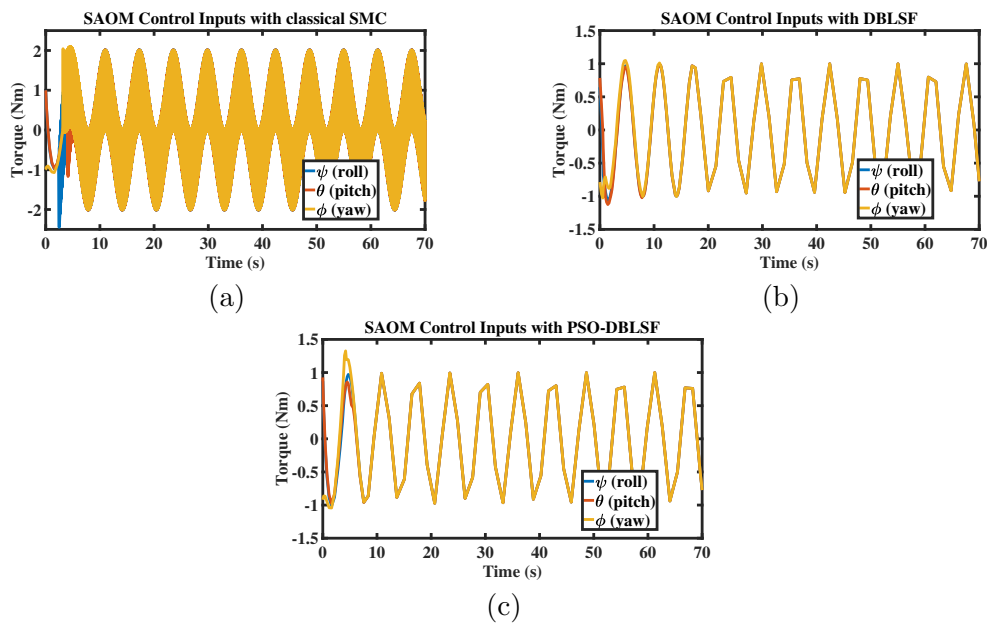 SAOM Control Inputs with classical SMC
2
1
0
-1
-2
Torque (Nm)
ψ (roll)
θ (pitch)
ϕ (yaw)
0 10 20 30 40 50 60 70
Time (s)
(a)
SAOM Control Inputs with DBLSF
1.5
1
0.5
0
-0.5
-1
-1.5
Torque (Nm)
ψ (roll)
θ (pitch)
ϕ (yaw)
0 10 20 30 40 50 60 70
Time (s)
(b)
SAOM Control Inputs with PSO-DBLSF
1.5
1
0.5
0
-0.5
-1
-1.5
Torque (Nm)
ψ (roll)
θ (pitch)
ϕ (yaw)
0 10 20 30 40 50 60 70
Time (s)
(c)